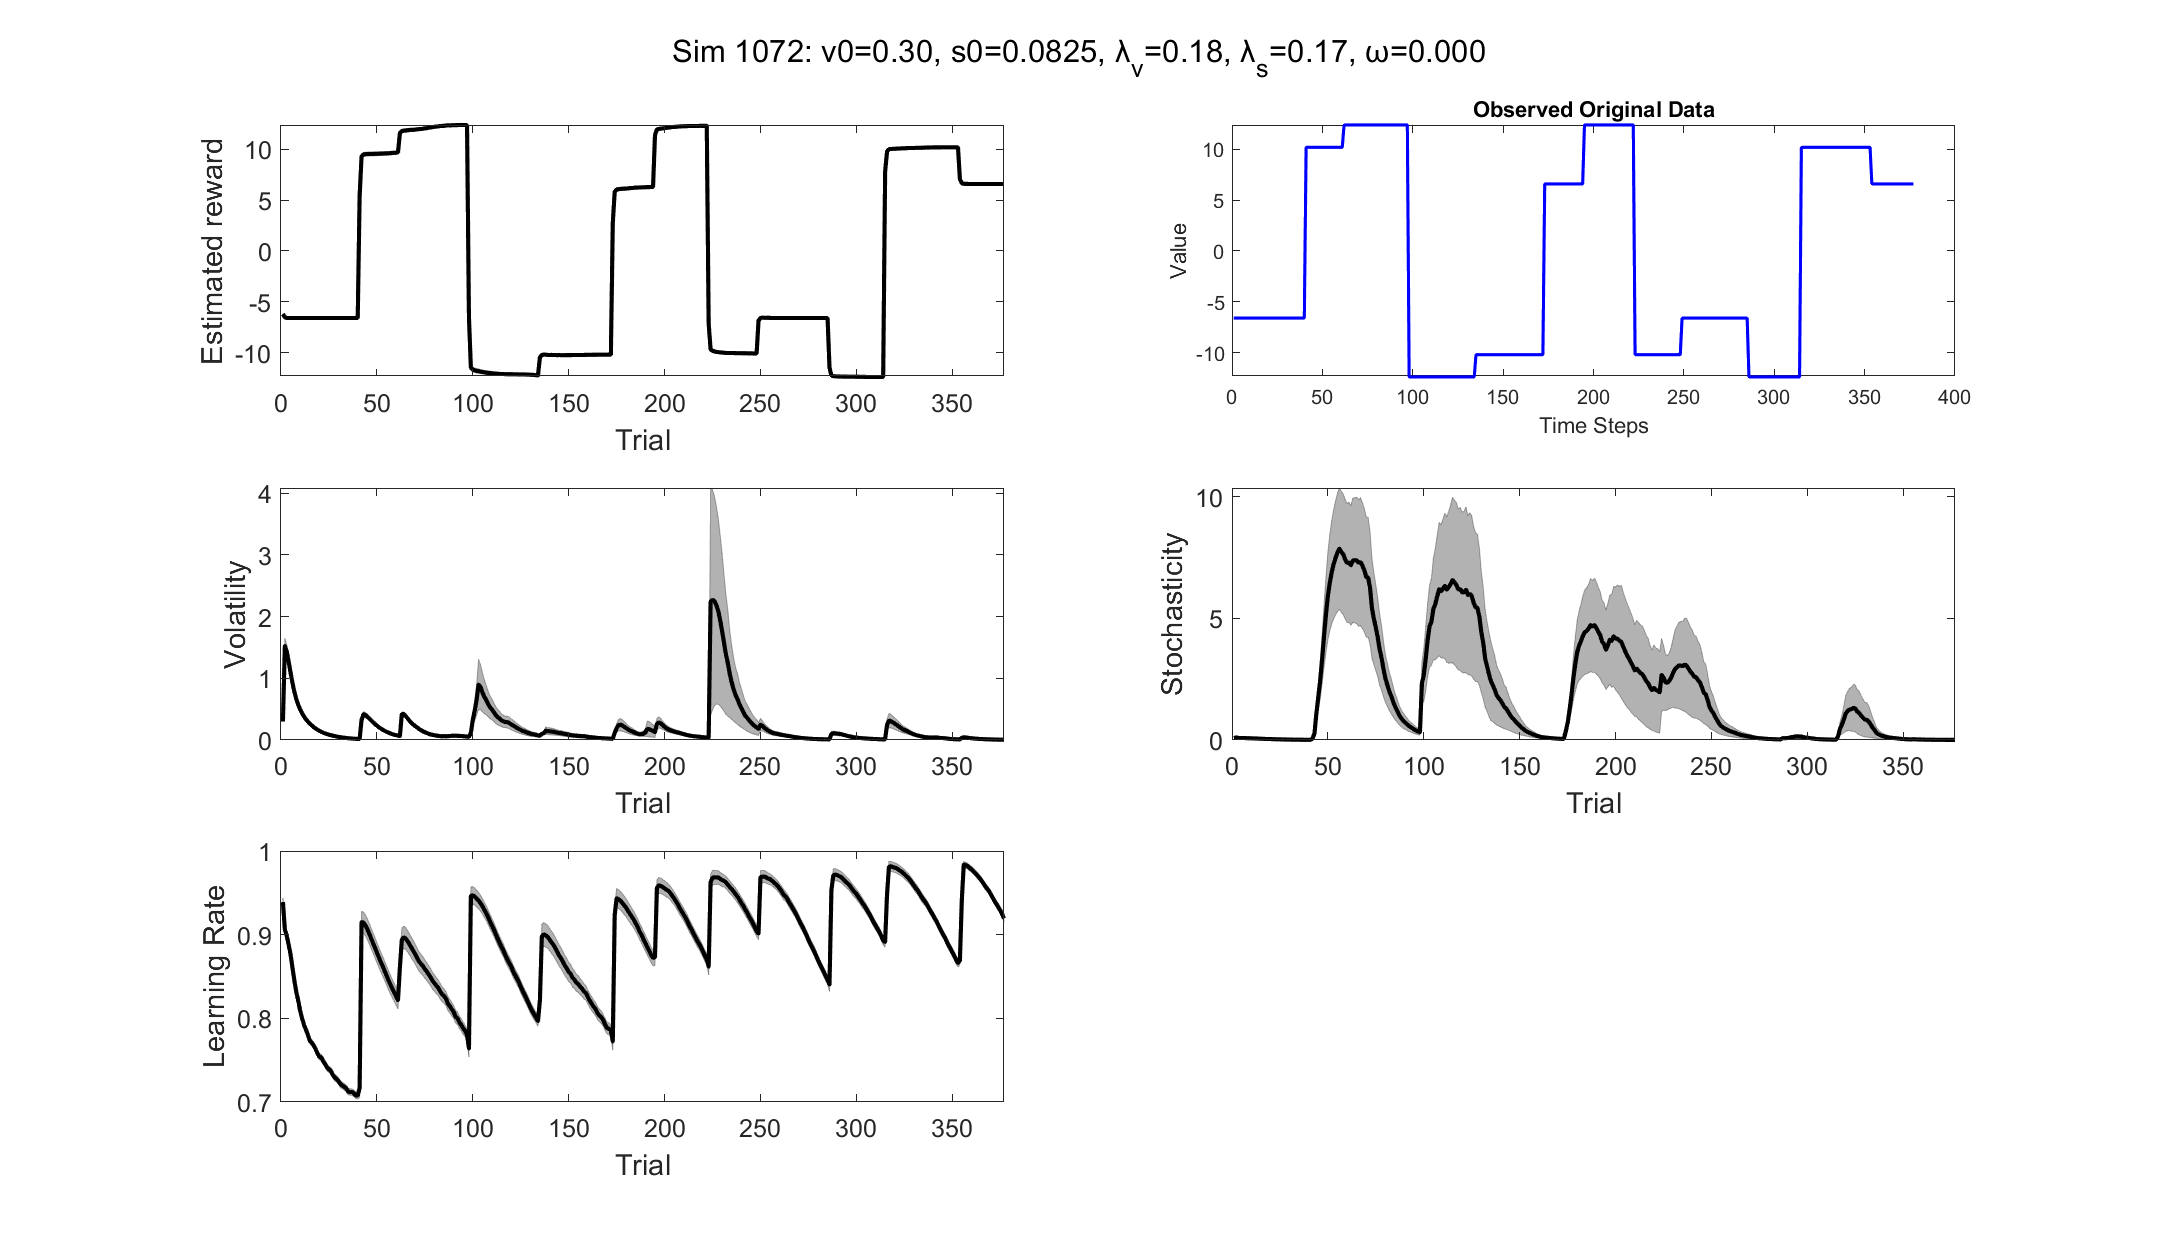 Sim 1072: v0=0.30, s0=0.0825, λv=0.18, λs=0.17, ω=0.000
Estimated reward
10
5
0
-5
-10
0 50 100 150 200 250 300 350
Trial
Observed Original Data
Value
10
5
0
-5
-10
0 50 100 150 200 250 300 350 400
Time Steps
Volatility
4
3
2
1
0
0 50 100 150 200 250 300 350
Trial
Stochasticity
10
5
0
0 50 100 150 200 250 300 350
Trial
Learning Rate
1
0.9
0.8
0.7
0 50 100 150 200 250 300 350
Trial